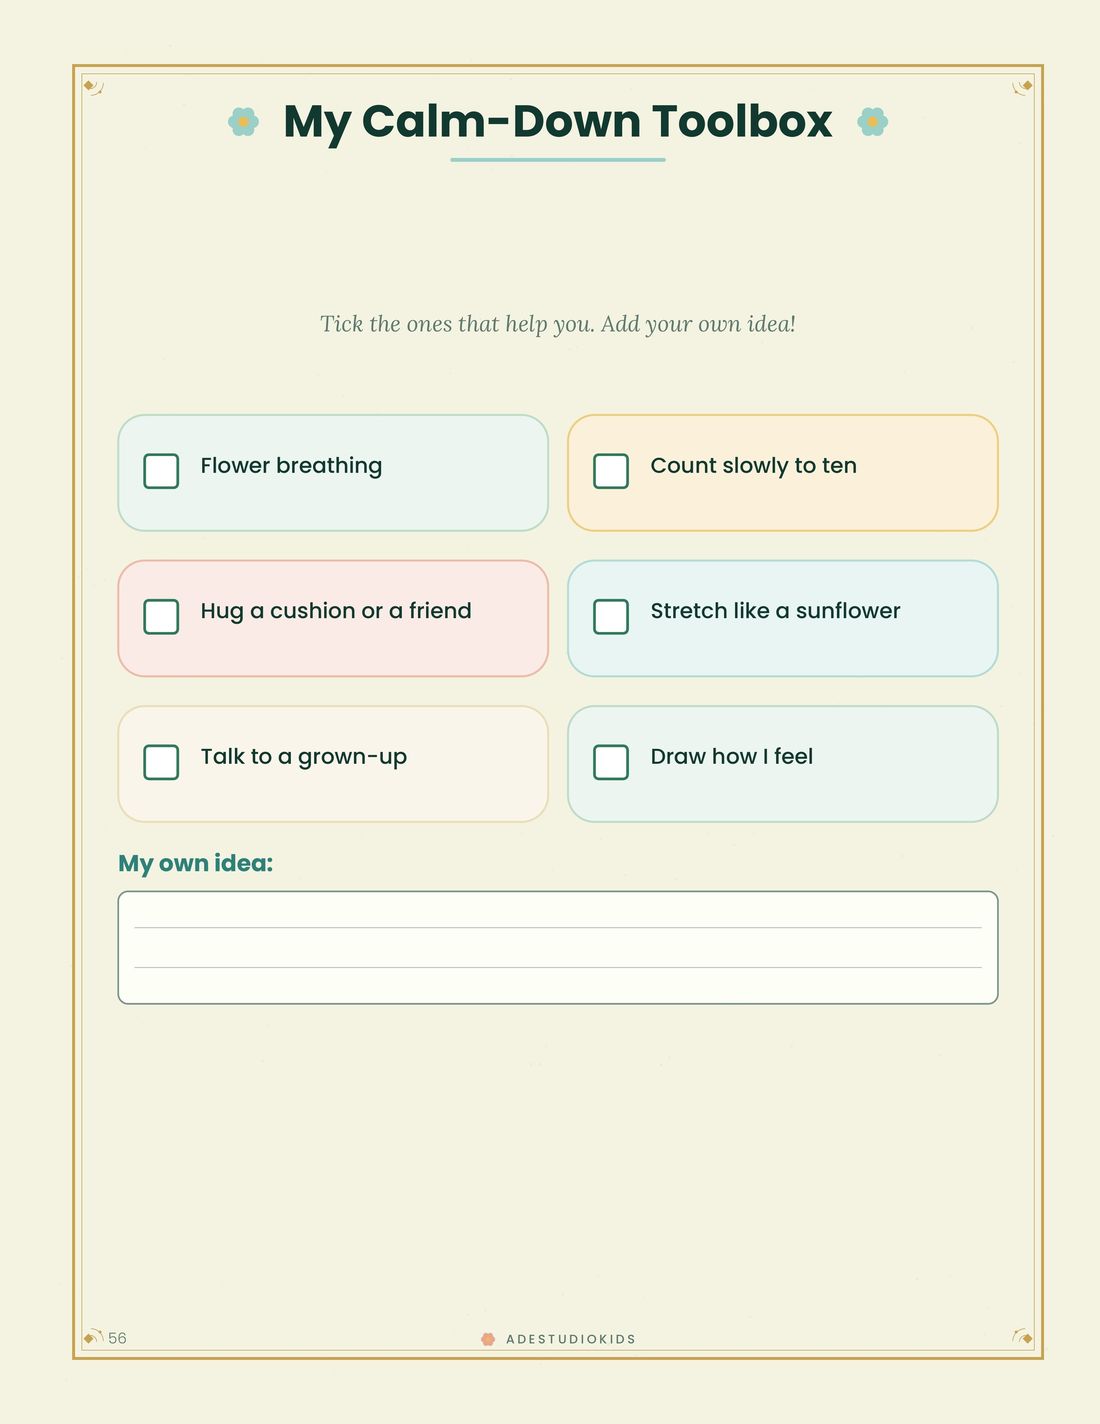 My Calm-Down Toolbox
Tick the ones that help you. Add your own idea!
Flower breathing
Count slowly to ten
Hug a cushion or a friend
Stretch like a sunflower
Talk to a grown-up
Draw how I feel
My own idea:
56
ADESTUDIOKIDS